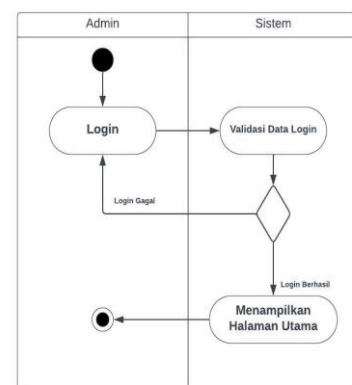 Admin
Sistem
Login
Validasi Data Login
Login Gagal
Login Berhasil
Menampilkan
Halaman Utama